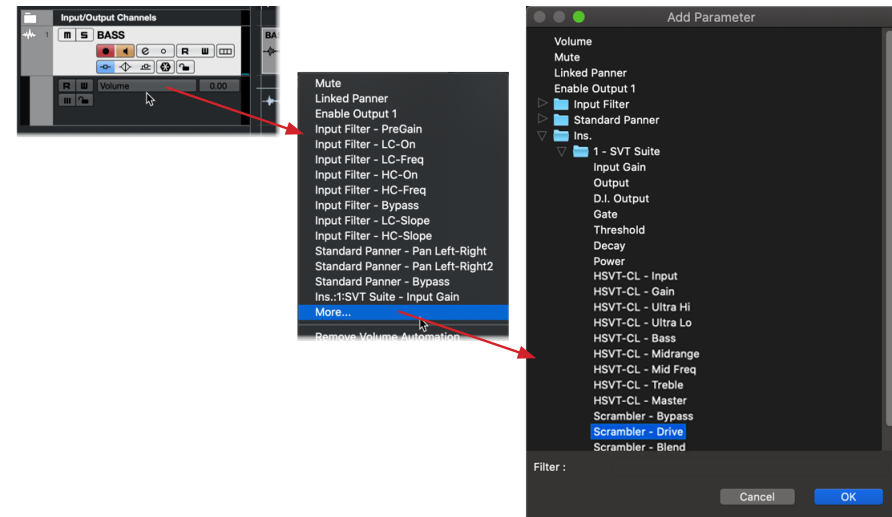 Input/Output Channels
1 m S BASS
e R W
R W Volume 0.00
BA
Mute
Linked Panner
Enable Output 1
Input Filter - PreGain
Input Filter - LC-On
Input Filter - LC-Freq
Input Filter - HC-On
Input Filter - HC-Freq
Input Filter - Bypass
Input Filter - LC-Slope
Input Filter - HC-Slope
Standard Panner - Pan Left-Right
Standard Panner - Pan Left-Right2
Standard Panner - Bypass
Ins.:1:SVT Suite - Input Gain
More...
Remove Volume Automation
Add Parameter
Volume
Mute
Linked Panner
Enable Output 1
Input Filter
Standard Panner
Ins.
1 - SVT Suite
Input Gain
Output
D.I. Output
Gate
Threshold
Decay
Power
HSVT-CL - Input
HSVT-CL - Gain
HSVT-CL - Ultra Hi
HSVT-CL - Ultra Lo
HSVT-CL - Bass
HSVT-CL - Midrange
HSVT-CL - Mid Freq
HSVT-CL - Treble
HSVT-CL - Master
Scrambler - Bypass
Scrambler - Drive
Scrambler - Blend
Filter :
Cancel OK